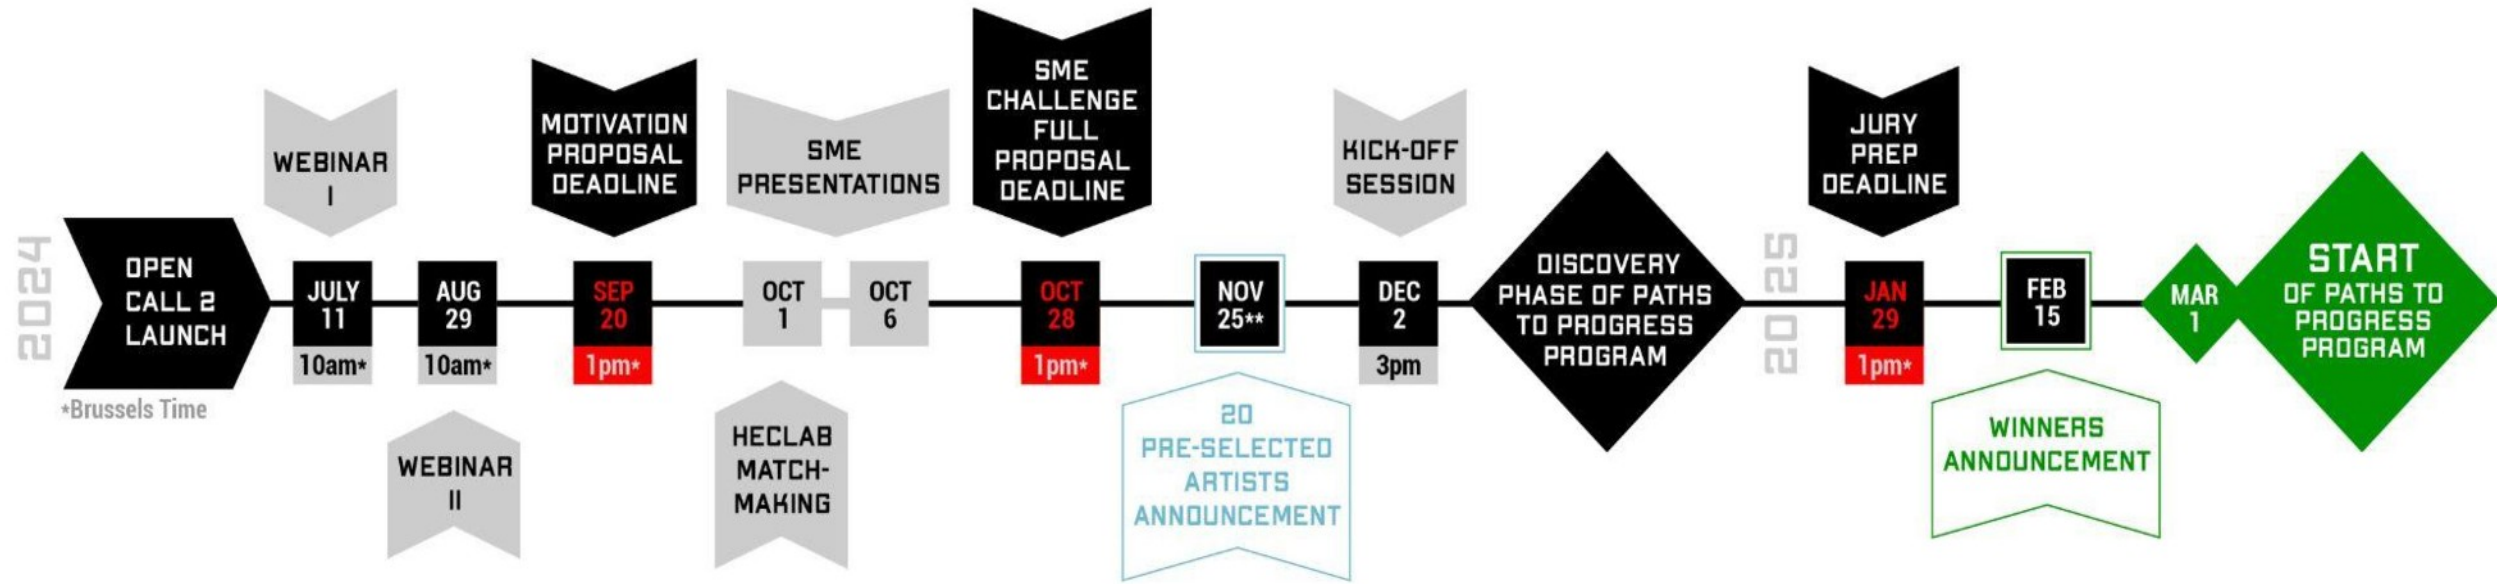 2024
OPEN
CALL 2
LAUNCH
*Brussels Time
WEBINAR
I
JULY
11
10am*
AUG
29
10am*
WEBINAR
II
MOTIVATION
PROPOSAL
DEADLINE
SEP
20
1pm*
SME
PRESENTATIONS
OCT
1
OCT
6
HECLAB
MATCH-
MAKING
SME
CHALLENGE
FULL
PROPOSAL
DEADLINE
OCT
28
1pm*
NOV
25**
20
PRE-SELECTED
ARTISTS
ANNOUNCEMENT
KICK-OFF
SESSION
DEC
2
3pm
DISCOVERY
PHASE OF PATHS
TO PROGRESS
PROGRAM
2025
JURY
PREP
DEADLINE
JAN
29
1pm*
FEB
15
WINNERS
ANNOUNCEMENT
MAR
1
START
OF PATHS TO
PROGRESS
PROGRAM